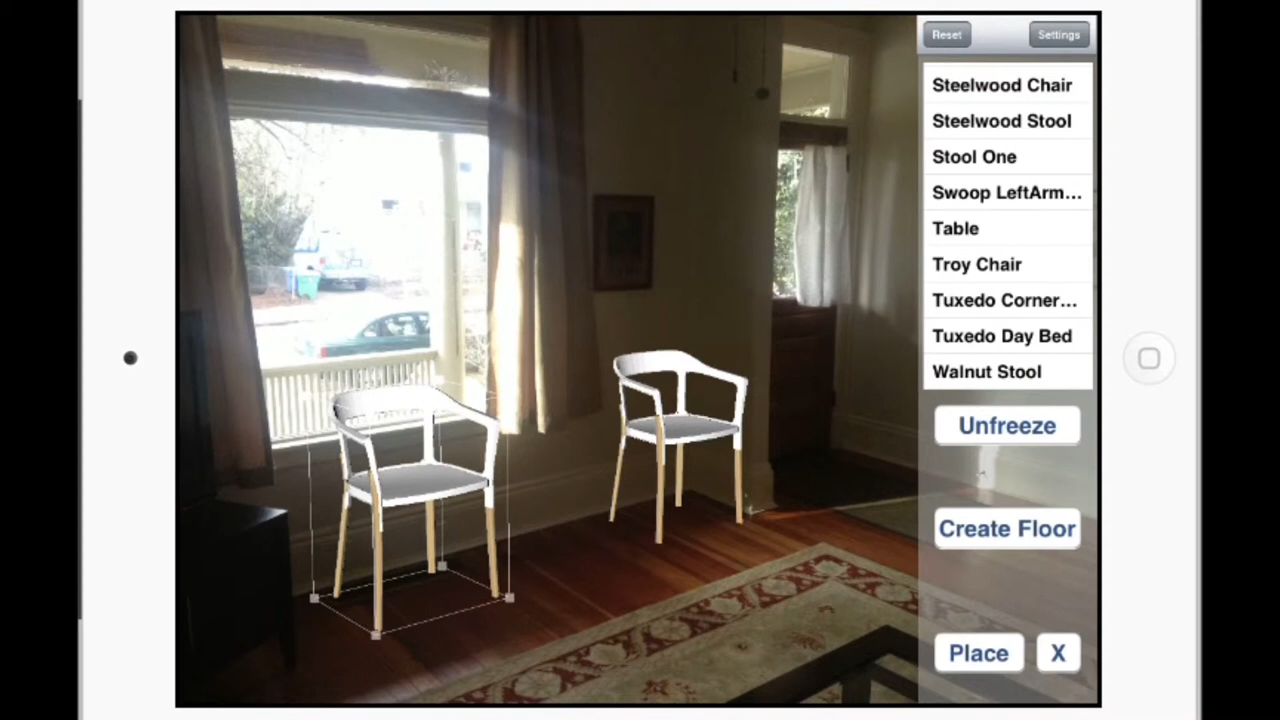 Reset
Settings
Steelwood Chair
Steelwood Stool
Stool One
Swoop LeftArm...
Table
Troy Chair
Tuxedo Corner...
Tuxedo Day Bed
Walnut Stool
Unfreeze
Create Floor
Place
X